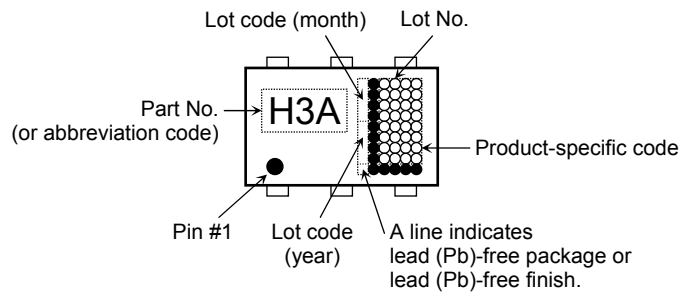 Lot code (month)
Lot No.
Part No.
(or abbreviation code)
H3A
Product-specific code
Pin #1
Lot code
(year)
A line indicates
lead (Pb)-free package or
lead (Pb)-free finish.